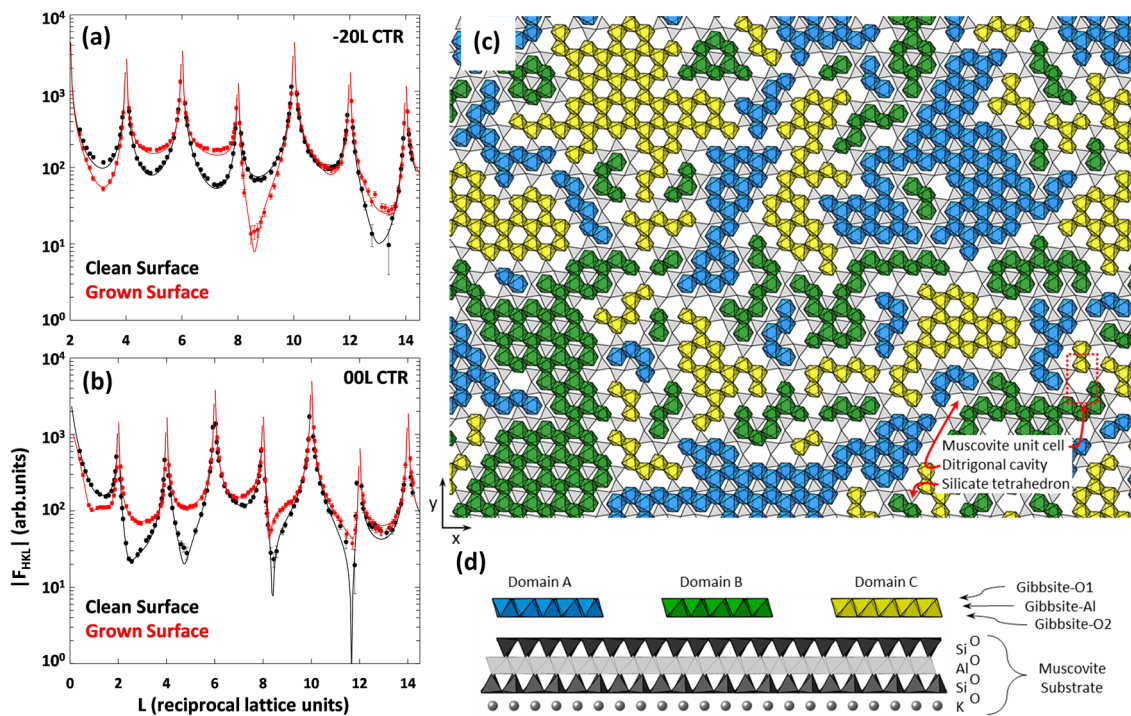 (a)
-20L CTR
10⁴
10³
10²
10¹
10⁰
Clean Surface
Grown Surface
2 4 6 8 10 12 14
(b)
00L CTR
10⁴
10³
10²
10¹
10⁰
Clean Surface
Grown Surface
0 2 4 6 8 10 12 14
L (reciprocal lattice units)
|F_HKL| (arb.units)
(c)
Muscovite unit cell
Ditrigonal cavity
Silicate tetrahedron
y
x
(d)
Domain A
Domain B
Domain C
Gibbsite-O1
Gibbsite-Al
Gibbsite-O2
O
Si
O
Al
O
Si
O
K
Muscovite
Substrate